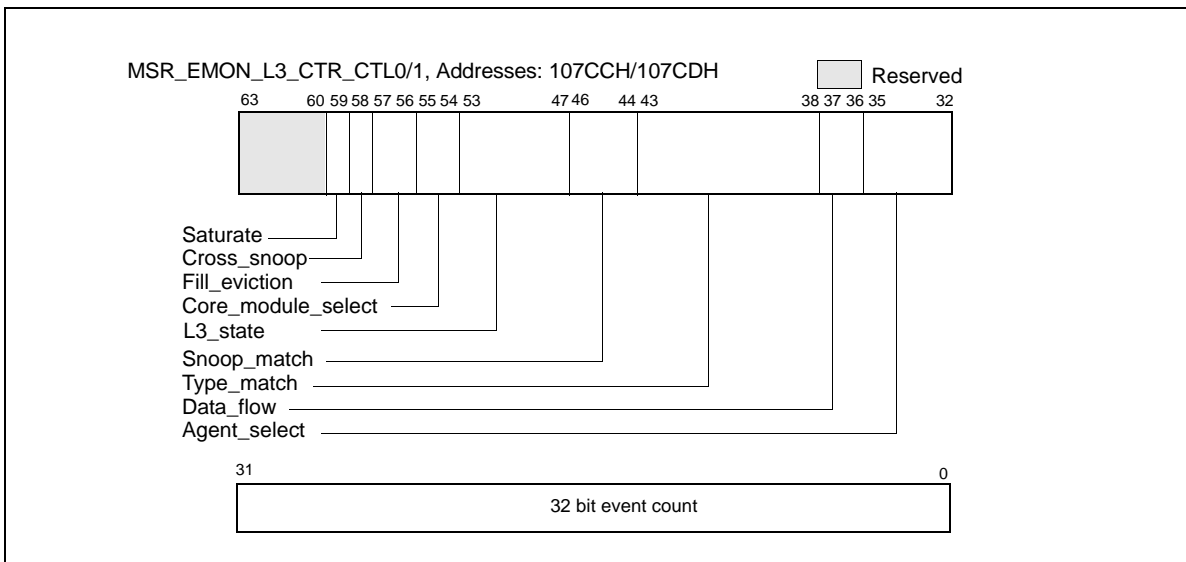 MSR_EMON_L3_CTR_CTL0/1, Addresses: 107CCH/107CDH
Reserved
63 60 59 58 57 56 55 54 53 47 46 44 43 38 37 36 35 32
Saturate
Cross_snoop
Fill_eviction
Core_module_select
L3_state
Snoop_match
Type_match
Data_flow
Agent_select
31 0
32 bit event count